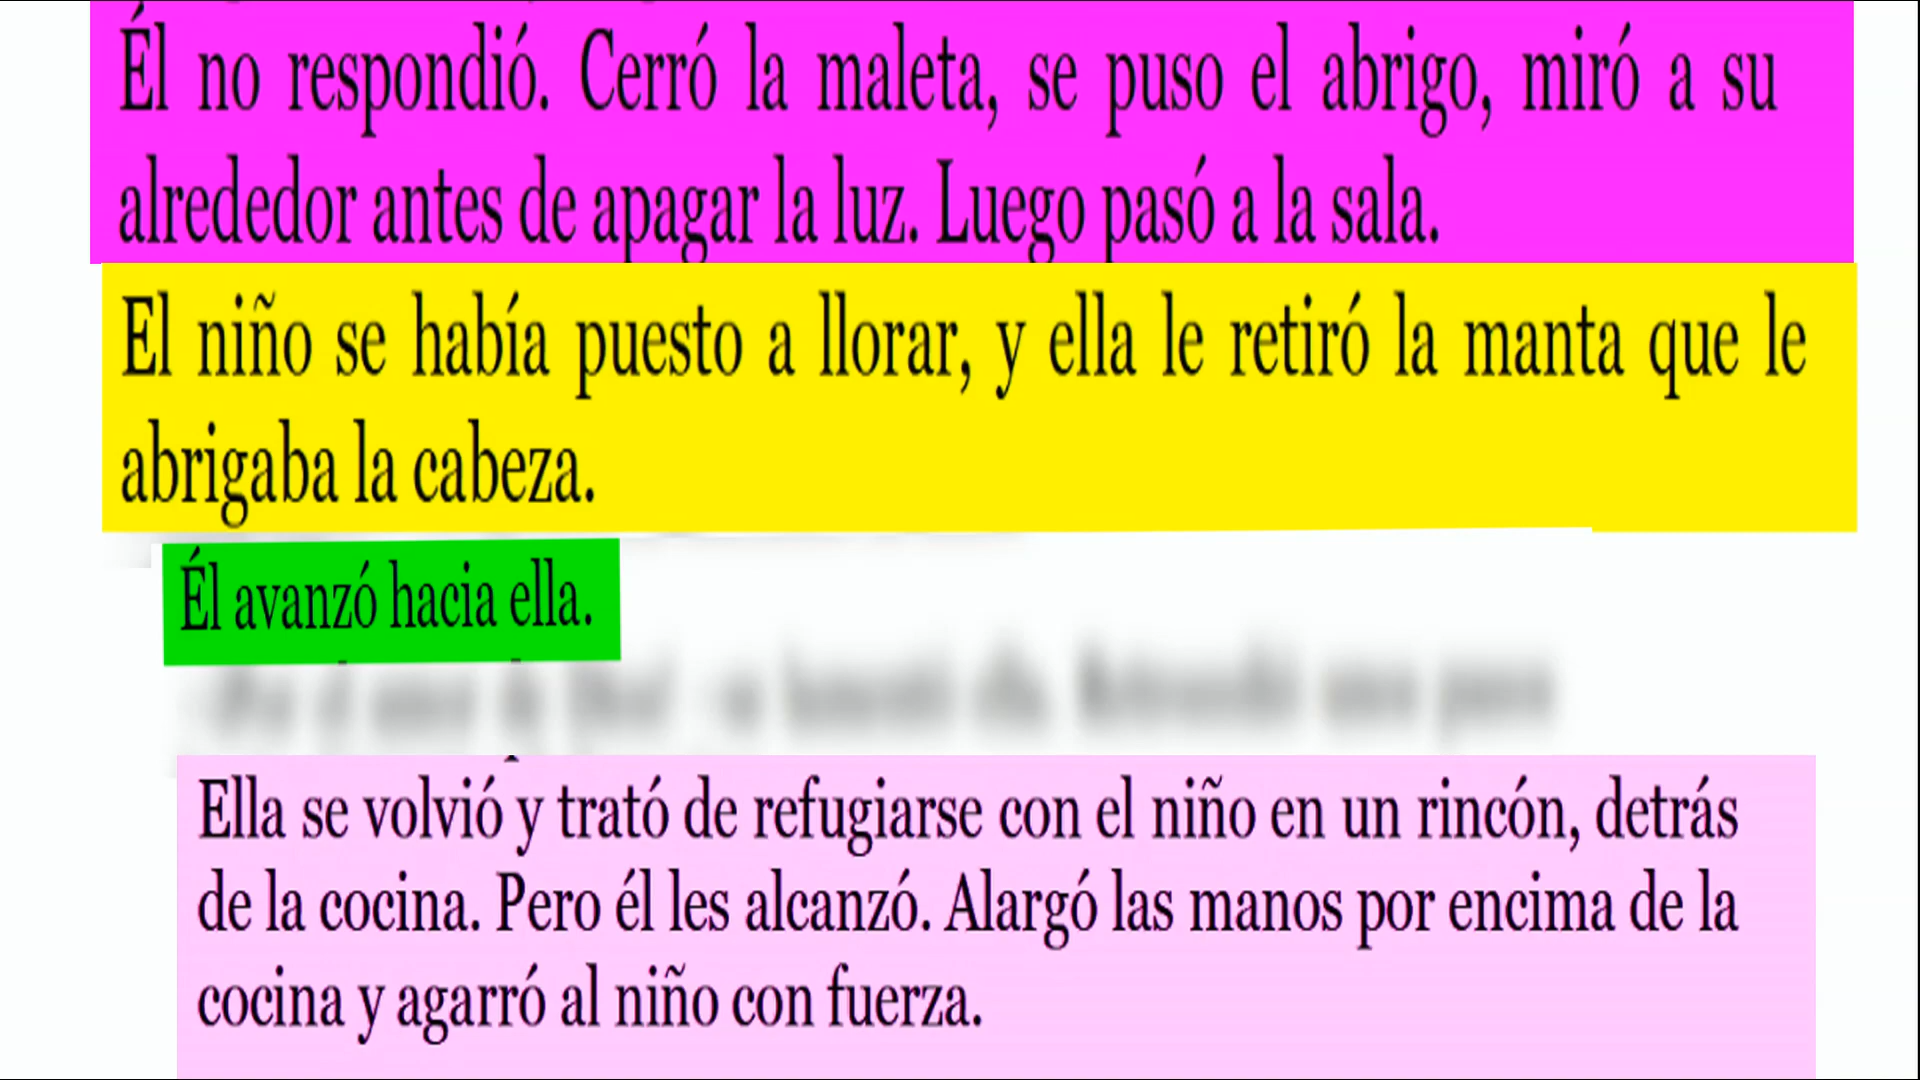 Él no respondió. Cerró la maleta, se puso el abrigo, miró a su
alrededor antes de apagar la luz. Luego pasó a la sala.
El niño se había puesto a llorar, y ella le retiró la manta que le
abrigaba la cabeza.
Él avanzó hacia ella.
Ella se volvió y trató de refugiarse con el niño en un rincón, detrás
de la cocina. Pero él les alcanzó. Alargó las manos por encima de la
cocina y agarró al niño con fuerza.